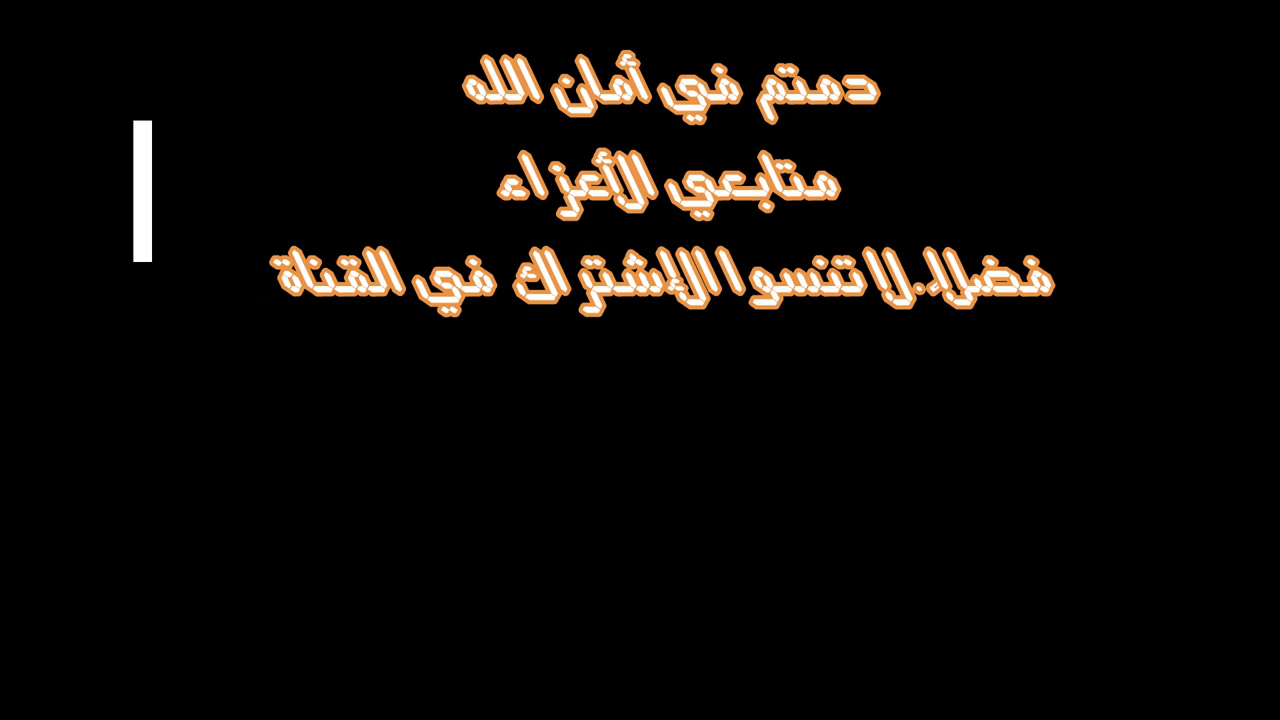 دمتم في أمان الله
متابعي الأعزاء
فضلا.لا تنسوا الإشتراك في القناة